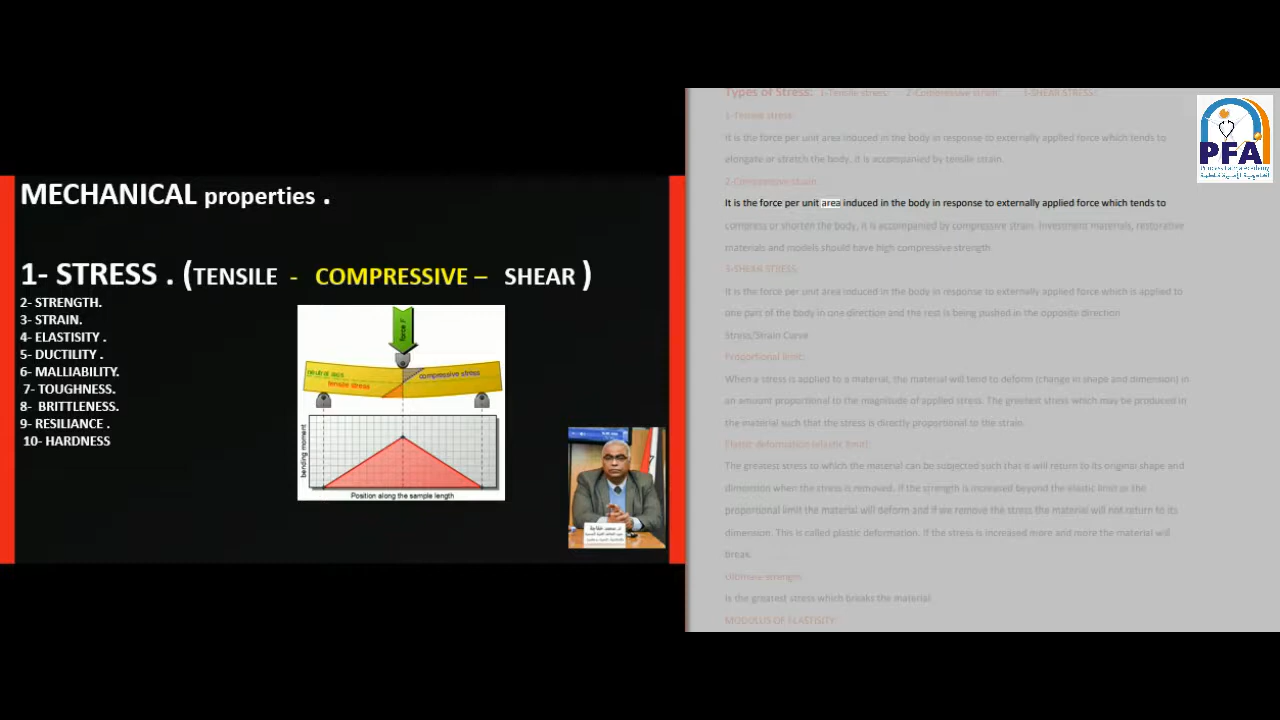 MECHANICAL properties .
1- STRESS . (TENSILE - COMPRESSIVE – SHEAR )
2- STRENGTH.
3- STRAIN.
4- ELASTISITY .
5- DUCTILITY .
6- MALLIABILITY.
7- TOUGHNESS.
8- BRITTLENESS.
9- RESILIANCE .
10- HARDNESS
Force F
neutral axis
compressive stress
tensile stress
bending moment
Position along the sample length
Types of Stress: 1-Tensile stress. 2-Compressive strain. 3-SHEAR STRESS.
1-Tensile stress:
It is the force per unit area induced in the body in response to externally applied force which tends to
elongate or stretch the body, it is accompanied by tensile strain.
2-Compressive strain
It is the force per unit area induced in the body in response to externally applied force which tends to
compress or shorten the body, it is accompanied by compressive strain. Investment materials, restorative
materials and models should have high compressive strength
3-SHEAR STRESS.
It is the force per unit area induced in the body in response to externally applied force which is applied to
one part of the body in one direction and the rest is being pushed in the opposite direction
Stress/Strain Curve
Proportional limit:
When a stress is applied to a material, the material will tend to deform (change in shape and dimension) in
an amount proportional to the magnitude of applied stress. The greatest stress which may be produced in
the material such that the stress is directly proportional to the strain.
Elastic deformation (elastic limit):
The greatest stress to which the material can be subjected such that it will return to its original shape and
dimension when the stress is removed. If the strength is increased beyond the elastic limit or the
proportional limit the material will deform and if we remove the stress the material will not return to its
dimension. This is called plastic deformation. If the stress is increased more and more the material will
break.
Ultimate strength
Is the greatest stress which breaks the material
MODULUS OF ELASTISITY:
PFA